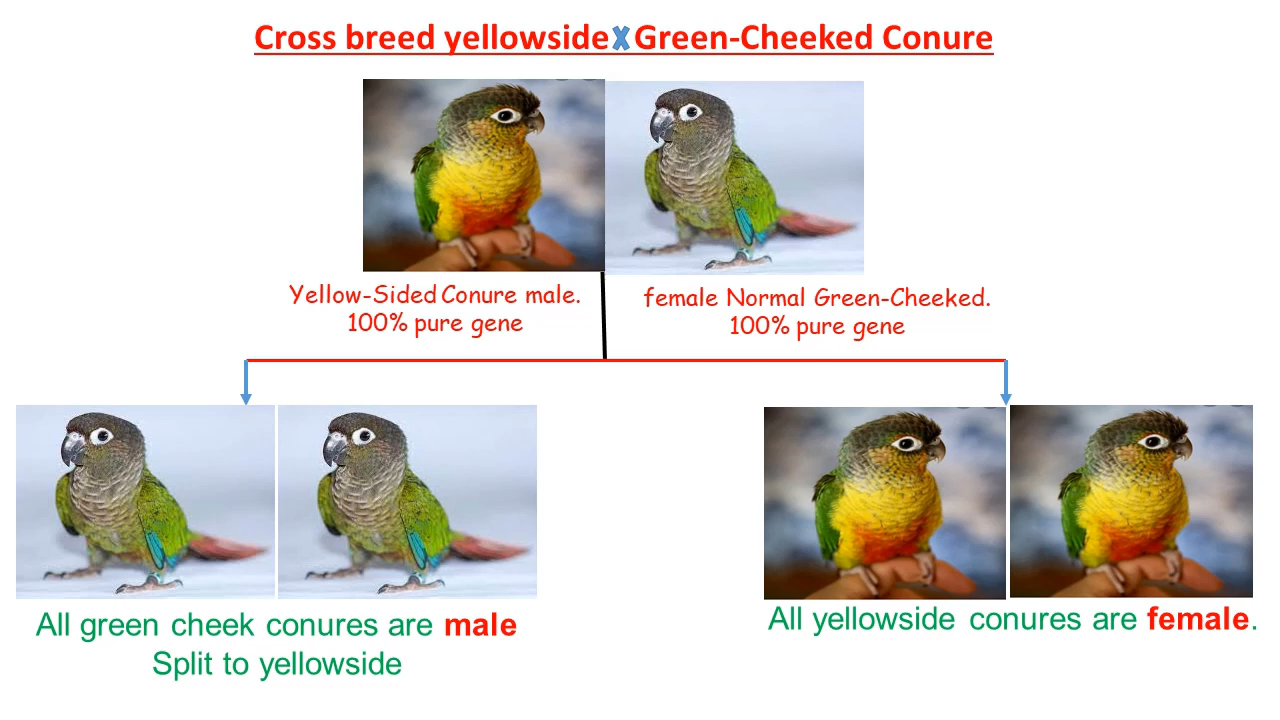 Cross breed yellowside X Green-Cheeked Conure
Yellow-Sided Conure male.
100% pure gene
female Normal Green-Cheeked.
100% pure gene
All green cheek conures are male
Split to yellowside
All yellowside conures are female.